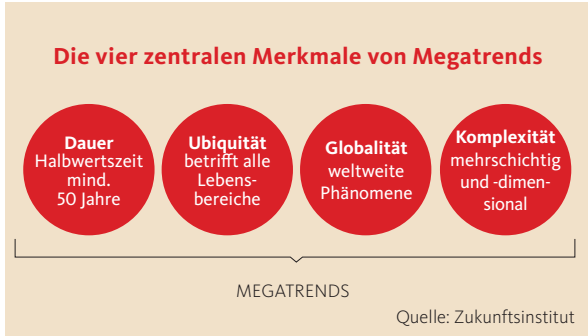 Die vier zentralen Merkmale von Megatrends
Dauer
Halbwertszeit
mind.
50 Jahre
Ubiquität
betrifft alle
Lebens-
bereiche
Globalität
weltweite
Phänomene
Komplexität
mehrschichtig
und -dimen-
sional
MEGATRENDS
Quelle: Zukunftsinstitut